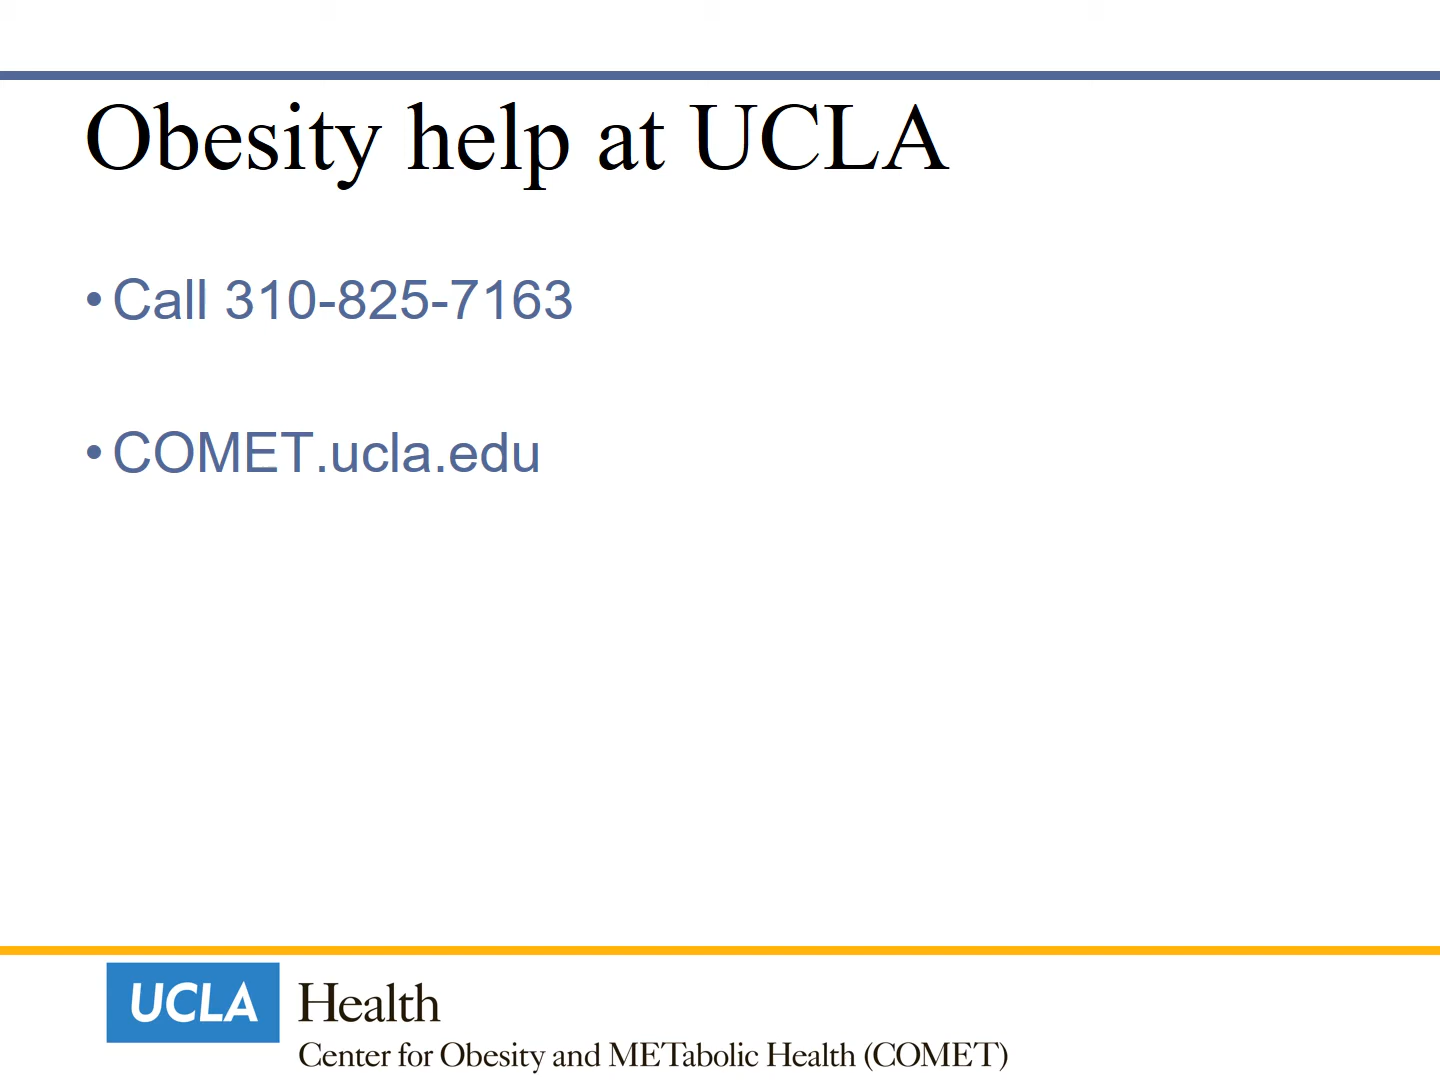 Obesity help at UCLA
• Call 310-825-7163
• COMET.ucla.edu
UCLA Health
Center for Obesity and METabolic Health (COMET)